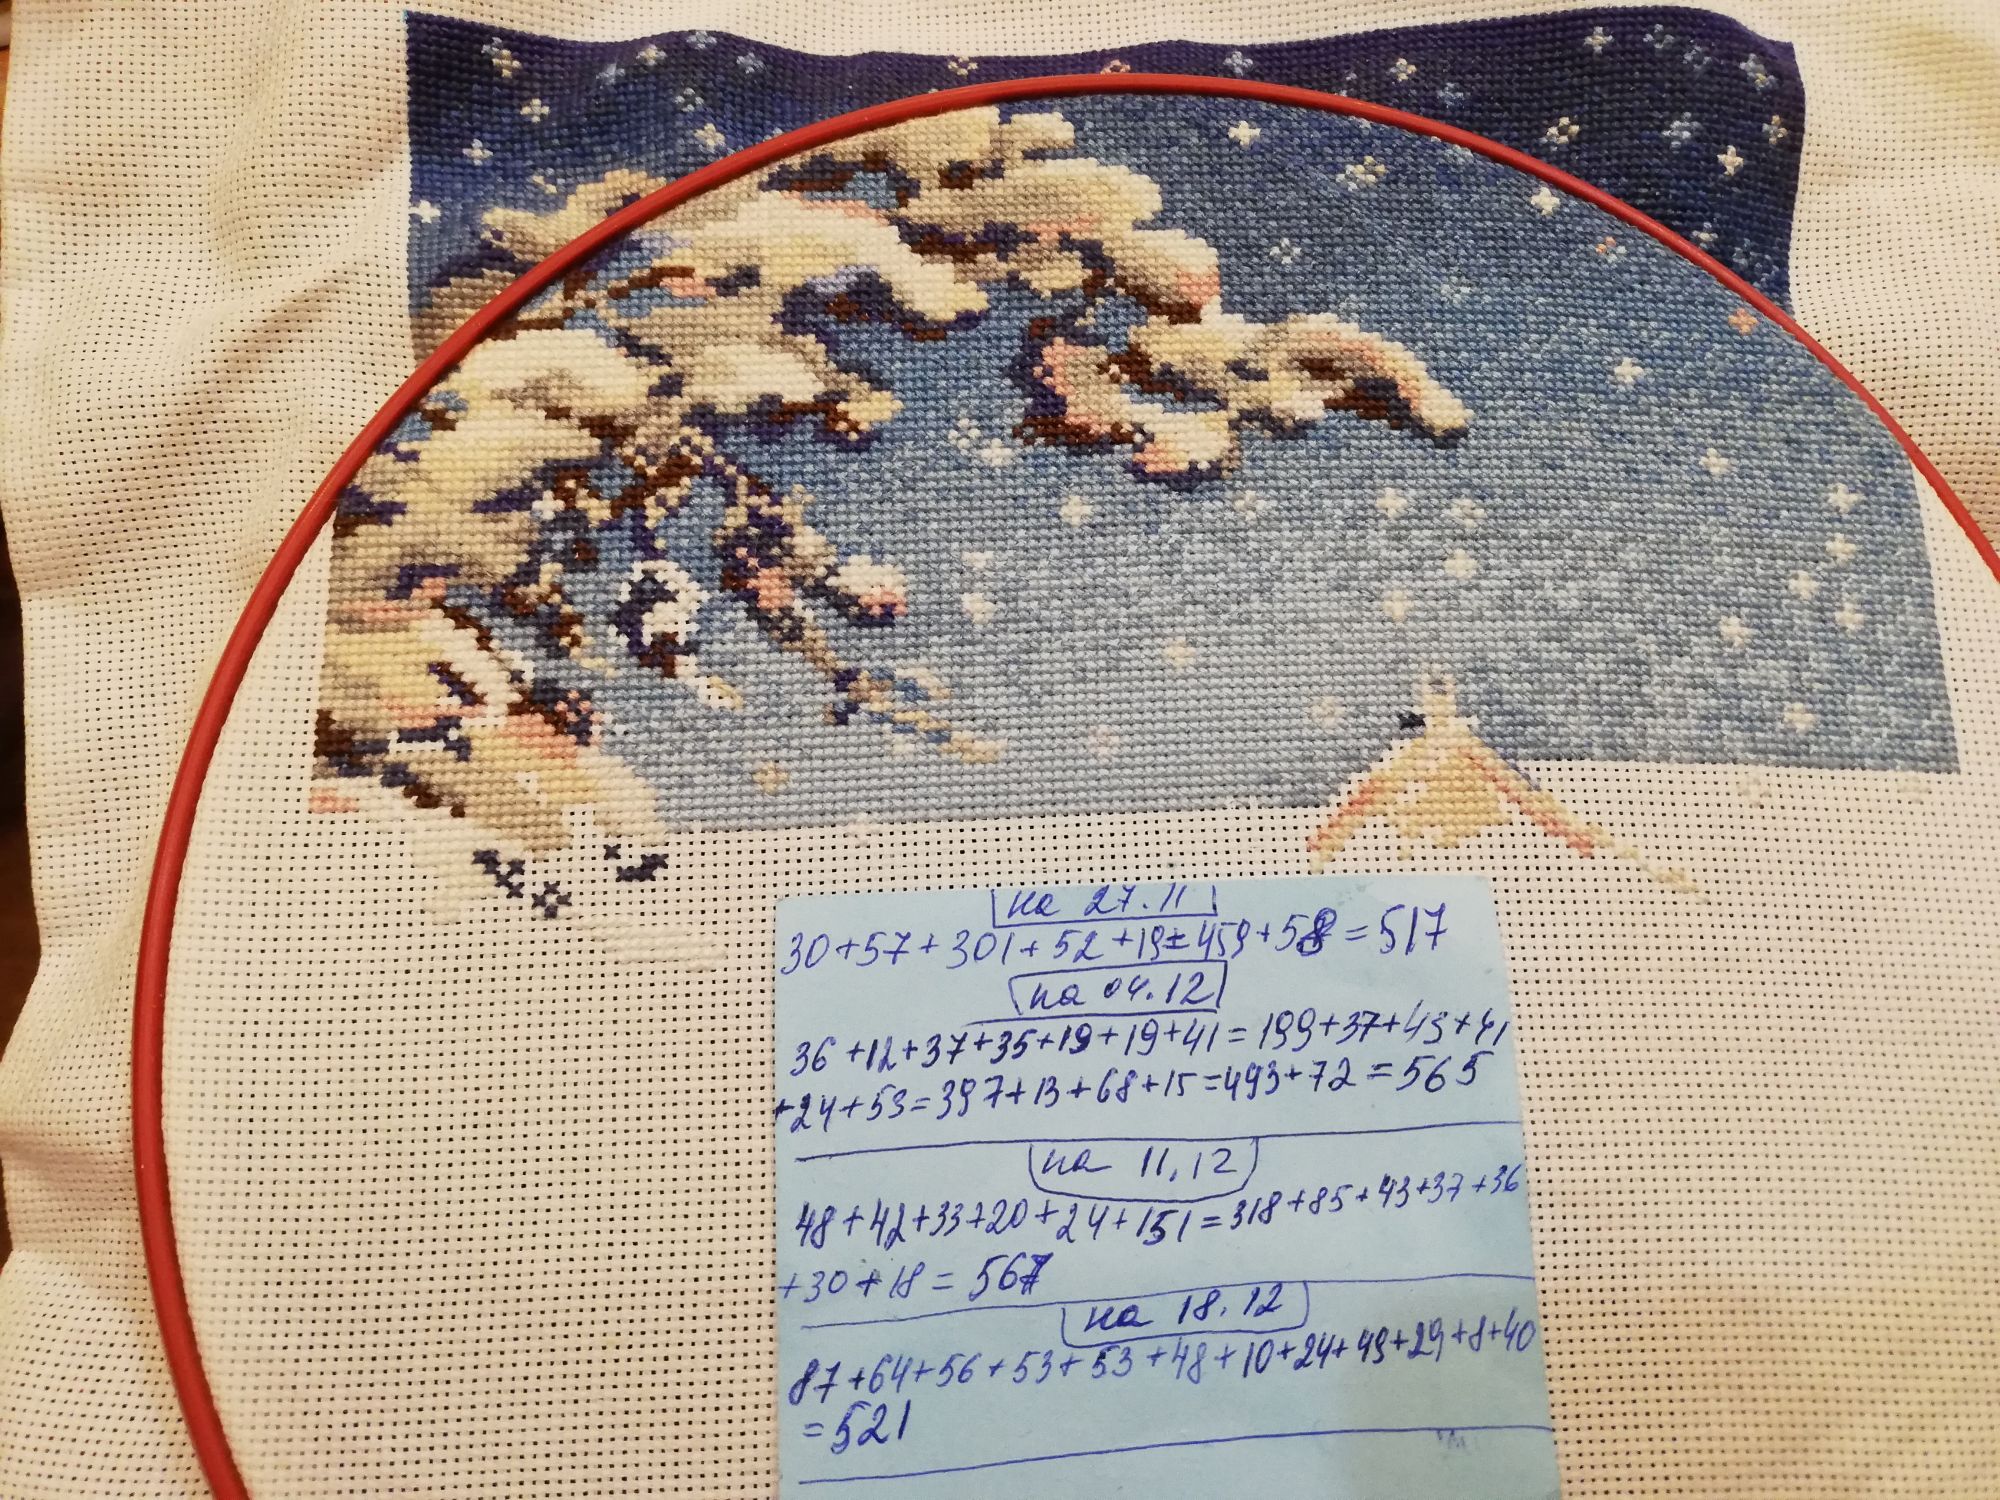 на 27.11
30+57+301+52+19=459+58=517
на 04.12
36+12+37+35+19+19+41=199+37+43+41
+24+53=397+13+68+15=493+72=565
на 11.12
48+42+33+20+24+151=318+85+43+37+36
+30+18=567
на 18.12
87+64+56+53+53+48+10+24+49+29+8+40
=521